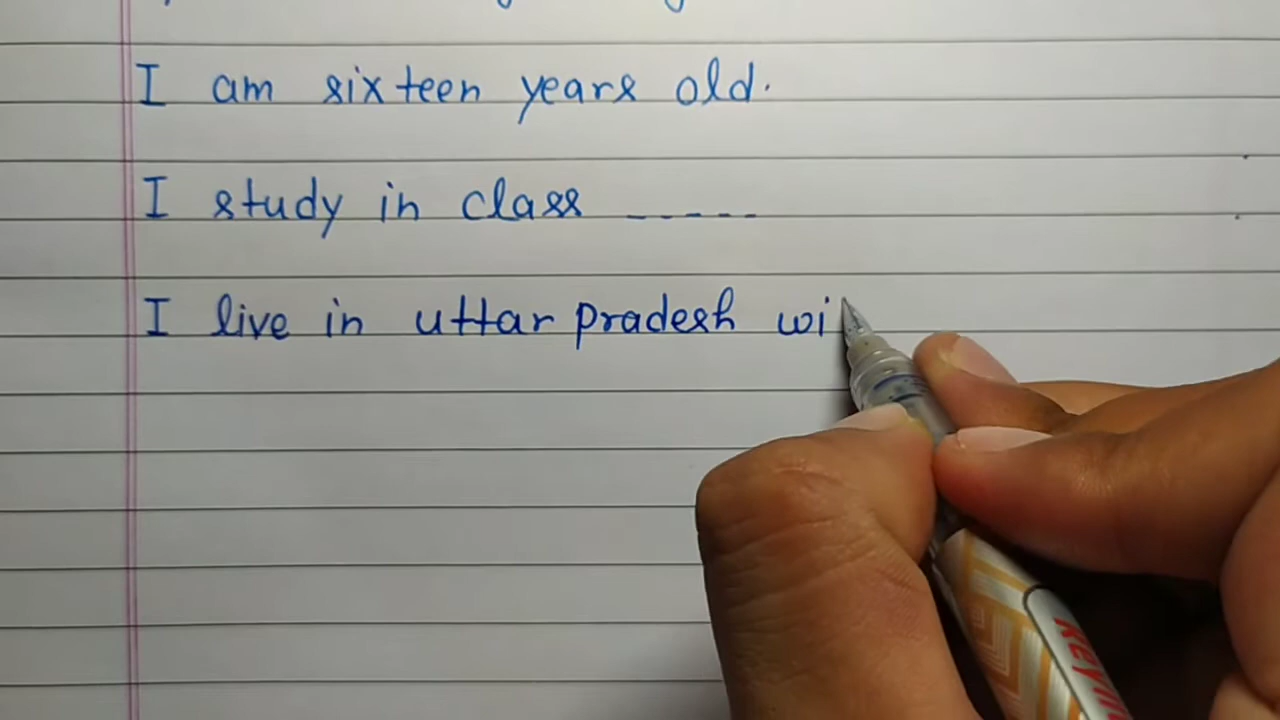 I am sixteen years old.
I study in class -----
I live in uttar pradesh wi